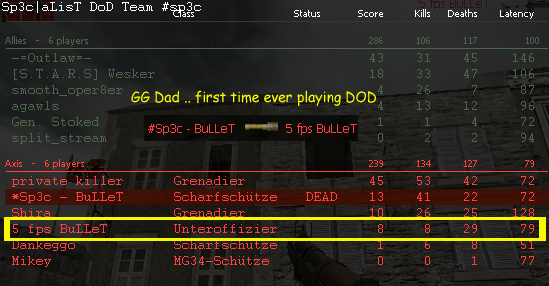 Sp3c|aLisT DoD Team #sp3c
Class Status Score Kills Deaths Latency
Allies - 6 players 286 106 117 100
-=Outlaw=- 43 31 45 146
[S.T.A.R.S] Wesker 18 33 47 106
smooth_oper8er 4 24 26 87
agawls 4 13 12 96
Gen. Stoked 1 4 4 72
split_stream 0 2 2 94
GG Dad .. first time ever playing DOD
#Sp3c - BuLLeT 5 fps BuLLeT
Axis - 6 players 239 134 127 79
private killer Grenadier 45 53 42 72
*Sp3c - BuLLeT Scharfschütze DEAD 13 41 22 72
Shira Grenadier 10 26 25 128
5 fps BuLLeT Unteroffizier 8 8 29 79
Dankeggo Scharfschütze 1 6 8 51
Mikey MG34-Schütze 0 0 1 77